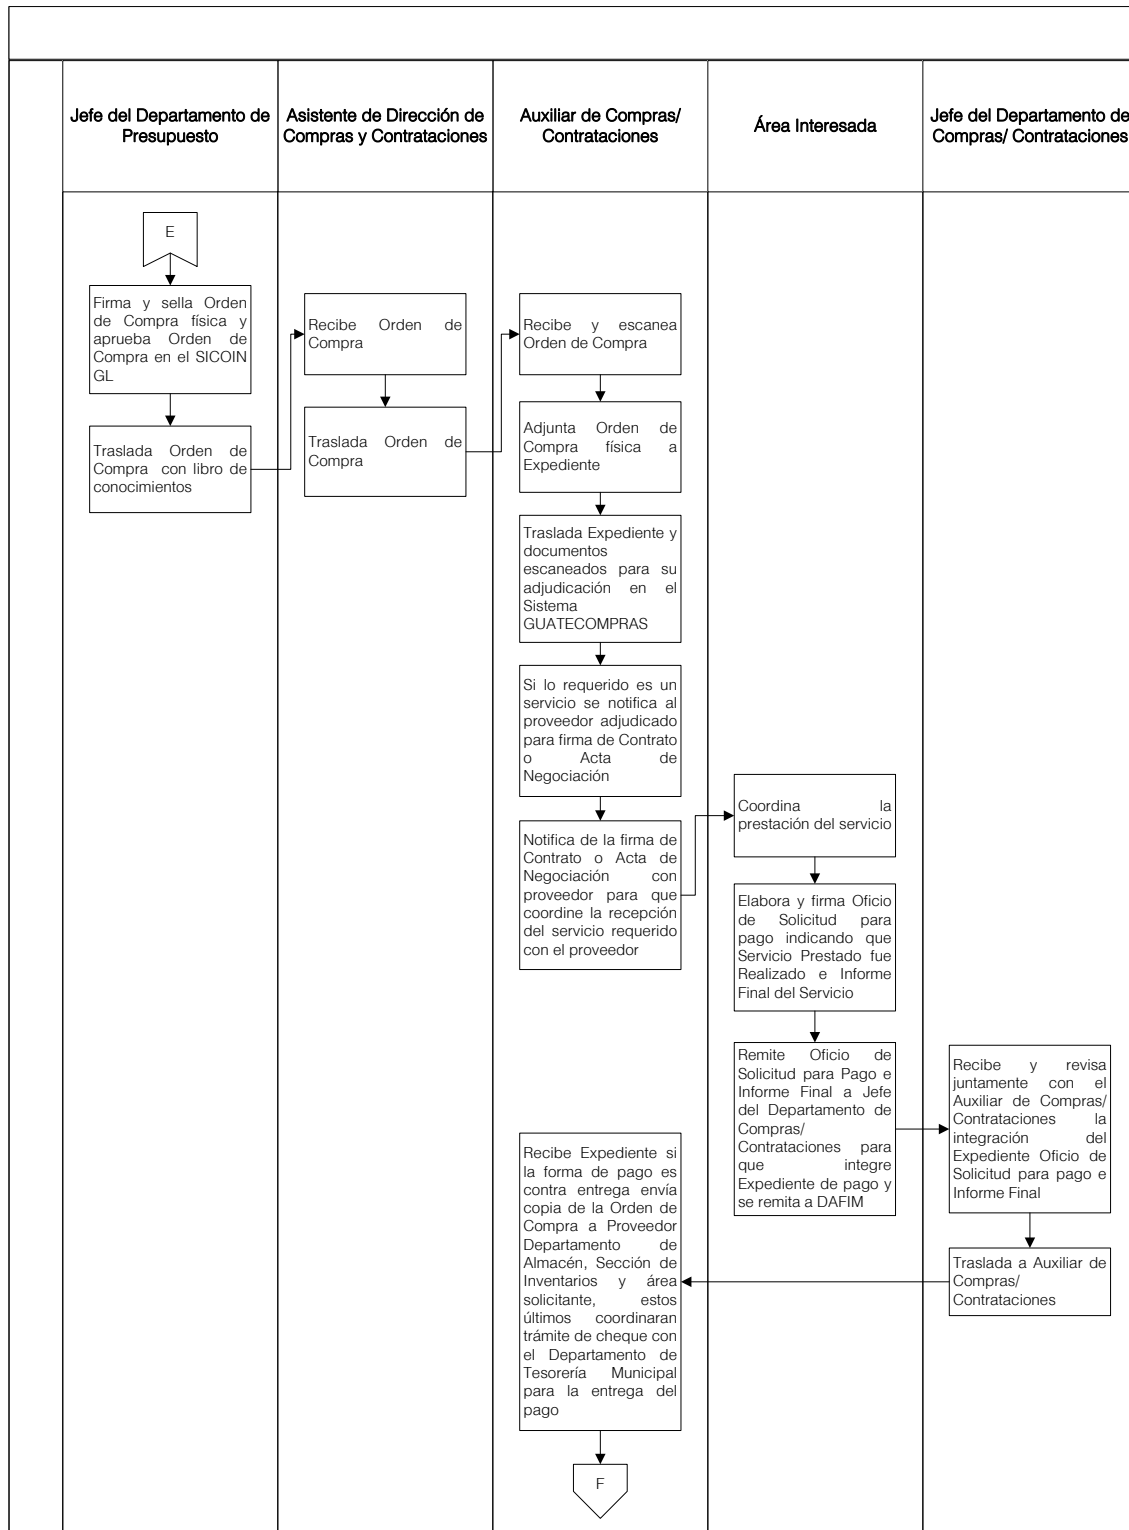 Jefe del Departamento de
Presupuesto
Asistente de Dirección de
Compras y Contrataciones
Auxiliar de Compras/
Contrataciones
Área Interesada
Jefe del Departamento de
Compras/ Contrataciones
E
Firma y sella Orden
de Compra física y
aprueba Orden de
Compra en el SICOIN
GL
Traslada Orden de
Compra con libro de
conocimientos
Recibe Orden de
Compra
Traslada Orden de
Compra
Recibe y escanea
Orden de Compra
Adjunta Orden de
Compra física a
Expediente
Traslada Expediente y
documentos
escaneados para su
adjudicación en el
Sistema
GUATECOMPRAS
Si lo requerido es un
servicio se notifica al
proveedor adjudicado
para firma de Contrato
o Acta de
Negociación
Notifica de la firma de
Contrato o Acta de
Negociación con
proveedor para que
coordine la recepción
del servicio requerido
con el proveedor
Coordina la
prestación del servicio
Elabora y firma Oficio
de Solicitud para
pago indicando que
Servicio Prestado fue
Realizado e Informe
Final del Servicio
Remite Oficio de
Solicitud para Pago e
Informe Final a Jefe
del Departamento de
Compras/
Contrataciones para
que integre
Expediente de pago y
se remita a DAFIM
Recibe y revisa
juntamente con el
Auxiliar de Compras/
Contrataciones la
integración del
Expediente Oficio de
Solicitud para pago e
Informe Final
Traslada a Auxiliar de
Compras/
Contrataciones
Recibe Expediente si
la forma de pago es
contra entrega envía
copia de la Orden de
Compra a Proveedor
Departamento de
Almacén, Sección de
Inventarios y área
solicitante, estos
últimos coordinaran
trámite de cheque con
el Departamento de
Tesorería Municipal
para la entrega del
pago
F